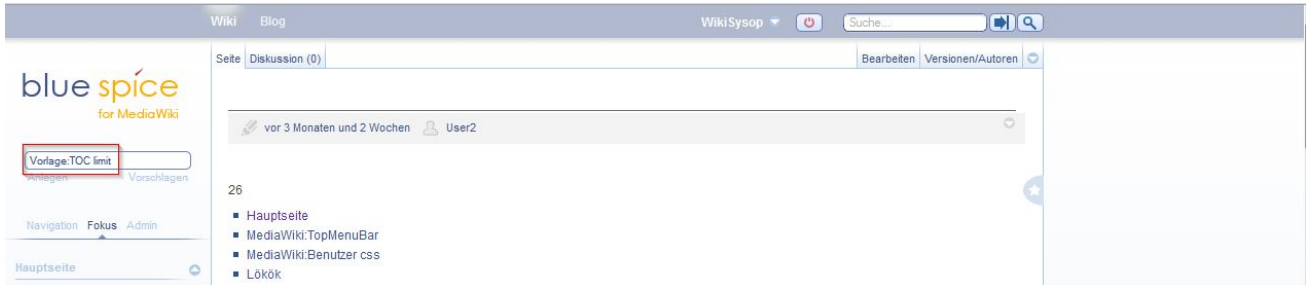 Wiki Blog WikiSysop Suche...
Seite Diskussion (0) Bearbeiten Versionen/Autoren
blue spice
for MediaWiki
vor 3 Monaten und 2 Wochen User2
Vorlage:TOC limit
Anlegen Vorschlagen
26
Hauptseite
Navigation Fokus Admin
MediaWiki:TopMenuBar
MediaWiki:Benutzer css
Hauptseite
Lökök